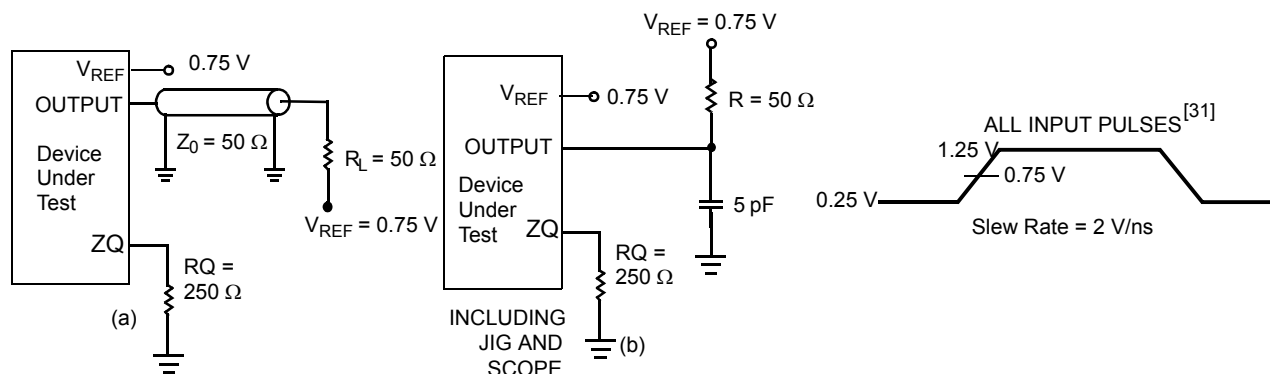 V_REF 0.75 V
OUTPUT
Z_0 = 50 Ω
Device
Under
Test
R_L = 50 Ω
V_REF = 0.75 V
ZQ
RQ =
250 Ω
(a)
V_REF = 0.75 V
R = 50 Ω
V_REF 0.75 V
OUTPUT
Device
Under
Test
5 pF
ZQ
RQ =
250 Ω
INCLUDING
JIG AND
SCOPE
(b)
ALL INPUT PULSES[31]
1.25 V
0.75 V
0.25 V
Slew Rate = 2 V/ns